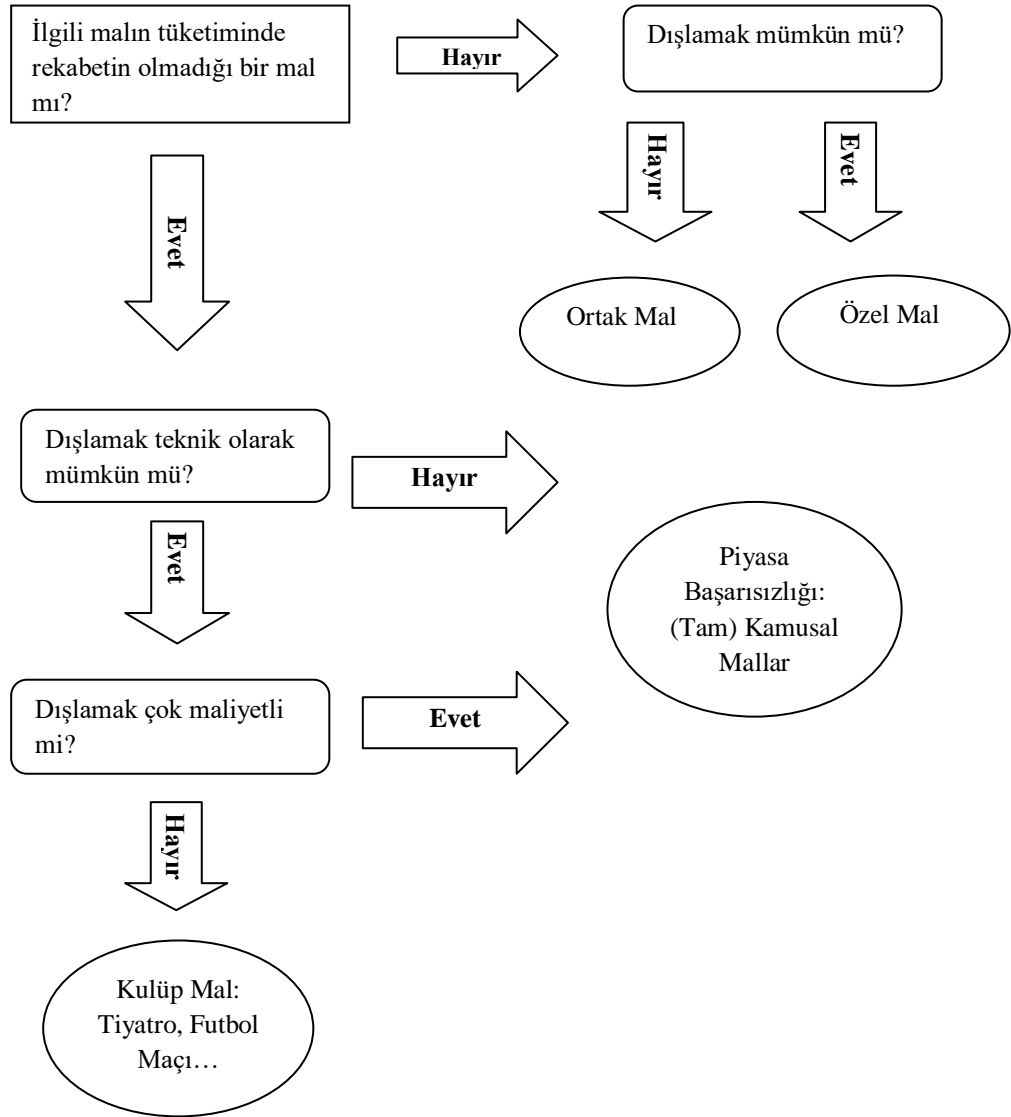 İlgili malın tüketiminde
rekabetin olmadığı bir mal
mı?
Hayır
Dışlamak mümkün mü?
Hayır
Evet
Evet
Ortak Mal
Özel Mal
Dışlamak teknik olarak
mümkün mü?
Hayır
Evet
Piyasa
Başarısızlığı:
(Tam) Kamusal
Mallar
Dışlamak çok maliyetli
mi?
Evet
Hayır
Kulüp Mal:
Tiyatro, Futbol
Maçı…